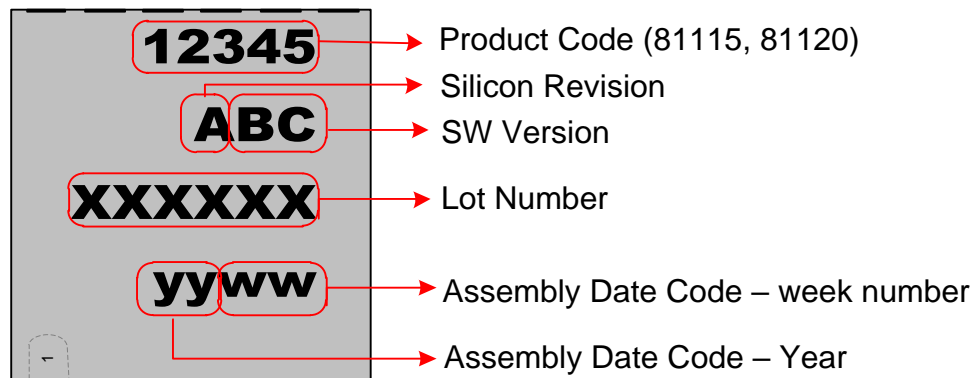 12345 Product Code (81115, 81120)
Silicon Revision
ABC SW Version
XXXXXX Lot Number
yyww Assembly Date Code – week number
1 Assembly Date Code – Year